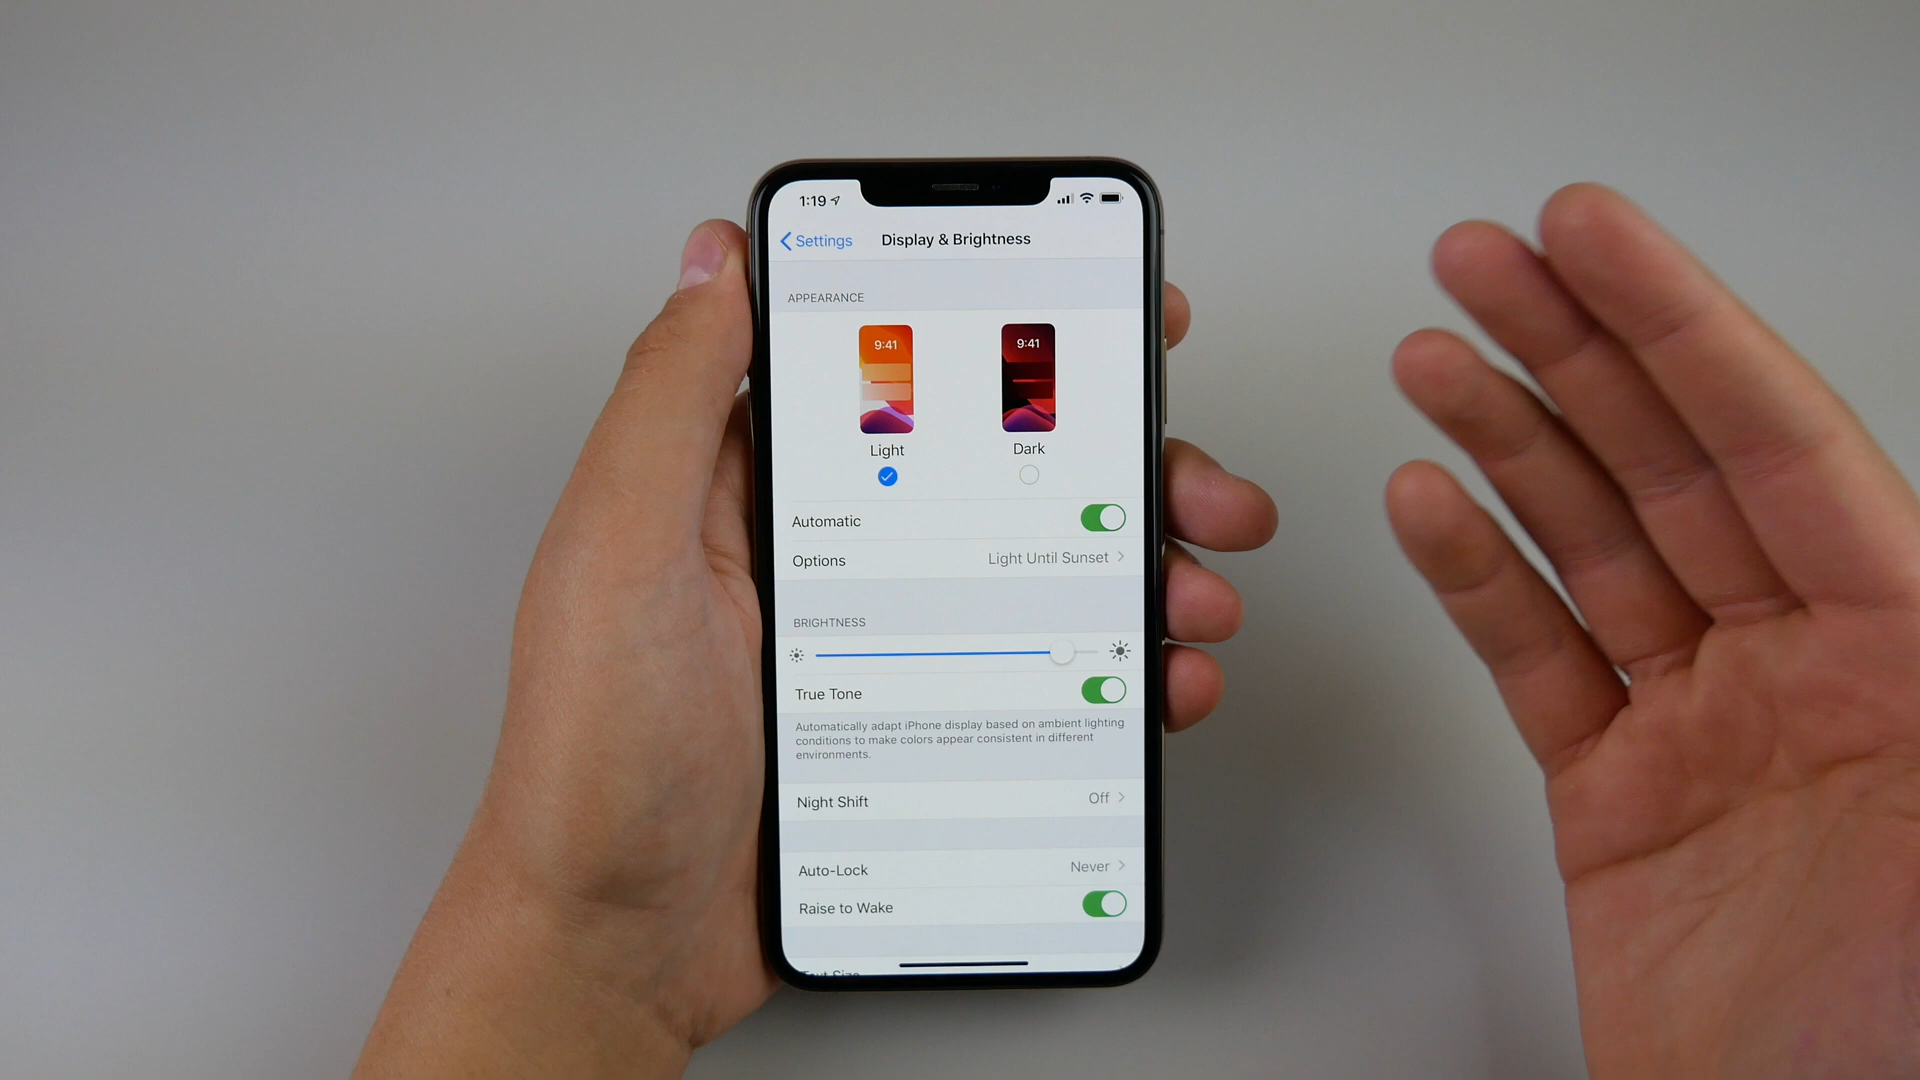 1:19
Settings
Display & Brightness
APPEARANCE
9:41
9:41
Light
Dark
Automatic
Options
Light Until Sunset
BRIGHTNESS
True Tone
Automatically adapt iPhone display based on ambient lighting
conditions to make colors appear consistent in different
environments.
Night Shift
Off
Auto-Lock
Never
Raise to Wake
Text Size